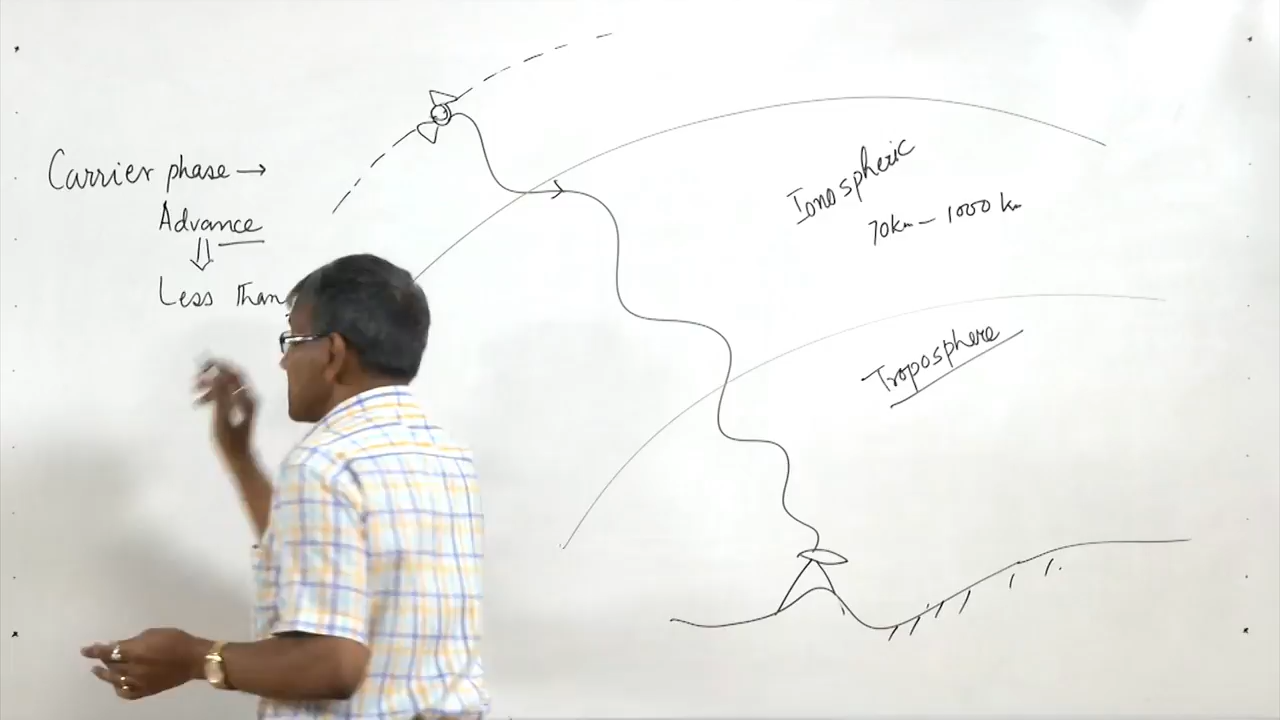 Carrier phase →
Advance
⇓
Less than
Ionospheric
70km – 1000 km
Troposphere